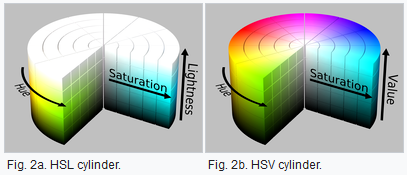 Hue
Saturation
Lightness
Hue
Saturation
Value
Fig. 2a. HSL cylinder.
Fig. 2b. HSV cylinder.